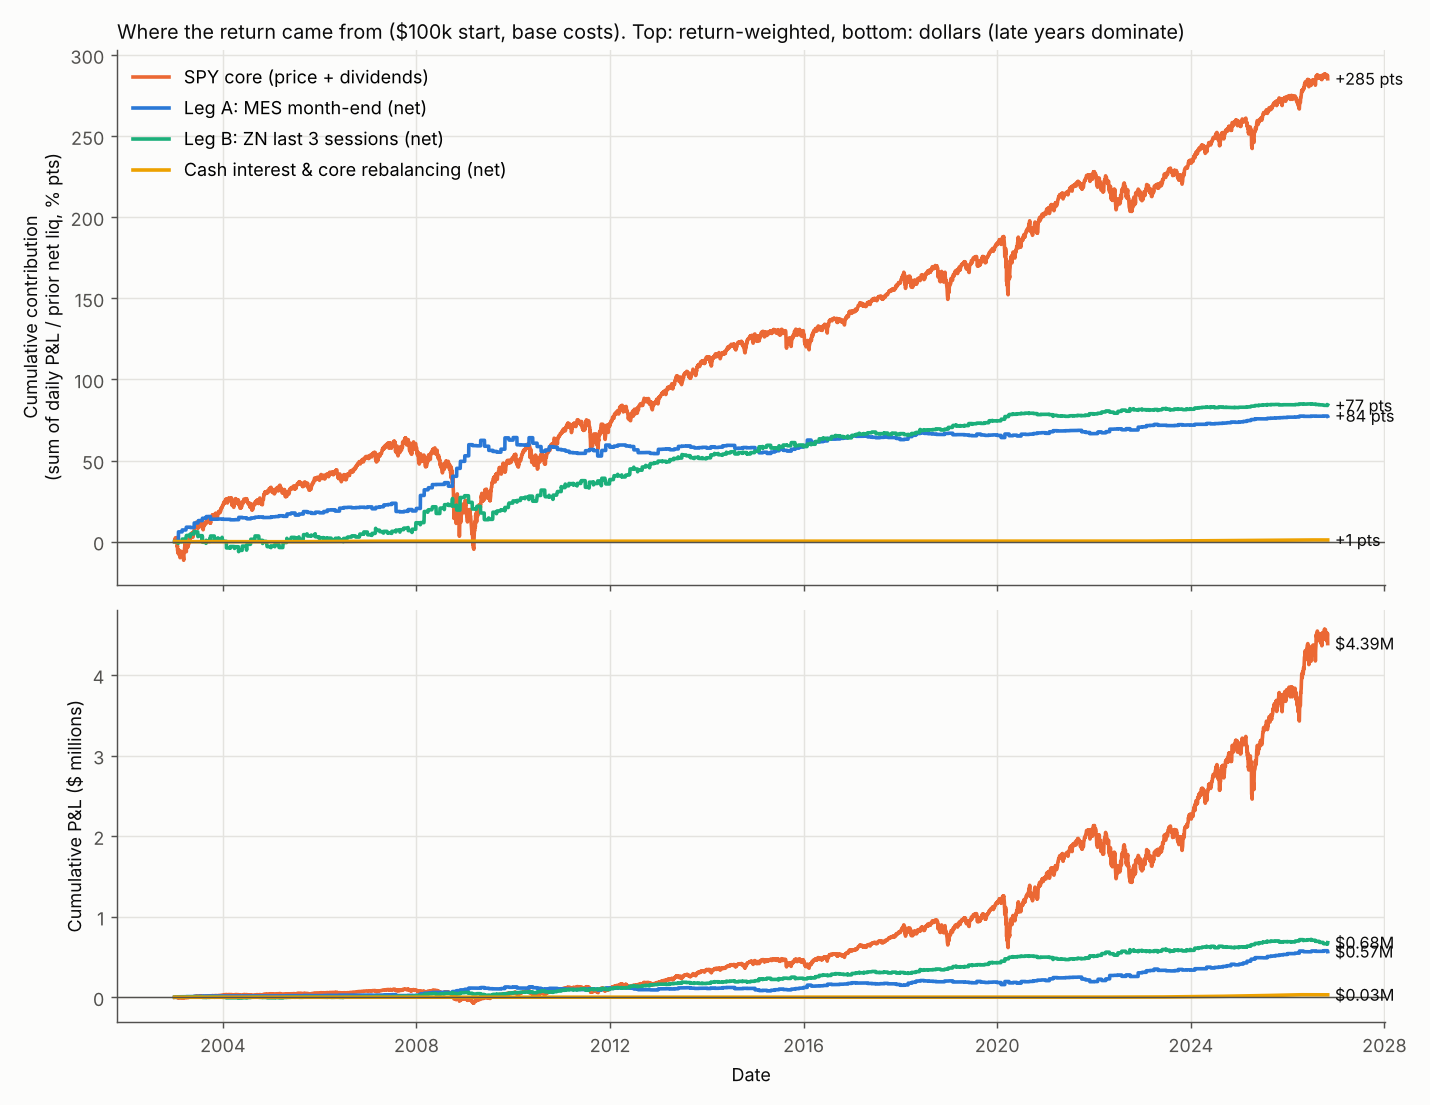 Where the return came from ($100k start, base costs). Top: return-weighted, bottom: dollars (late years dominate)
Cumulative contribution
(sum of daily P&L / prior net liq, % pts)
300
250
200
150
100
50
0
SPY core (price + dividends)
Leg A: MES month-end (net)
Leg B: ZN last 3 sessions (net)
Cash interest & core rebalancing (net)
+285 pts
+77 pts
+84 pts
+1 pts
Cumulative P&L ($ millions)
4
3
2
1
0
$4.39M
$0.68M
$0.57M
$0.03M
2004
2008
2012
2016
2020
2024
2028
Date